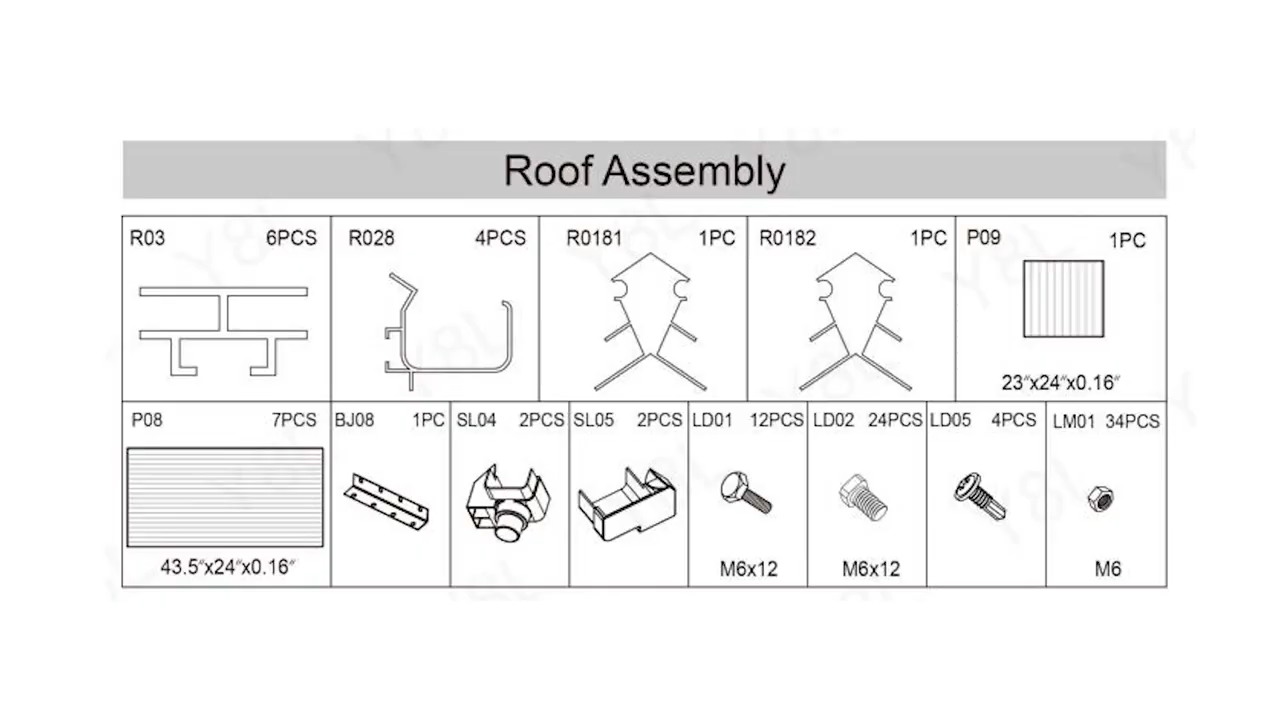 Roof Assembly
R03 6PCS
R028 4PCS
R0181 1PC
R0182 1PC
P09 1PC
23"x24"x0.16"
P08 7PCS
43.5"x24"x0.16"
BJ08 1PC
SL04 2PCS
SL05 2PCS
LD01 12PCS
M6x12
LD02 24PCS
M6x12
LD05 4PCS
LM01 34PCS
M6